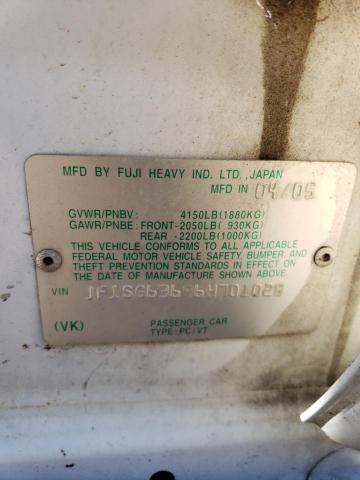 MFD BY FUJI HEAVY IND. LTD., JAPAN
MFD IN 04/05
GVWR/PNBV: 4150LB(1880KG)
GAWR/PNBE: FRONT-2050LB( 930KG)
REAR -2200LB(1000KG)
THIS VEHICLE CONFORMS TO ALL APPLICABLE
FEDERAL MOTOR VEHICLE SAFETY, BUMPER, AND
THEFT PREVENTION STANDARDS IN EFFECT ON
THE DATE OF MANUFACTURE SHOWN ABOVE.
VIN
(VK) PASSENGER CAR
TYPE:PC/VT